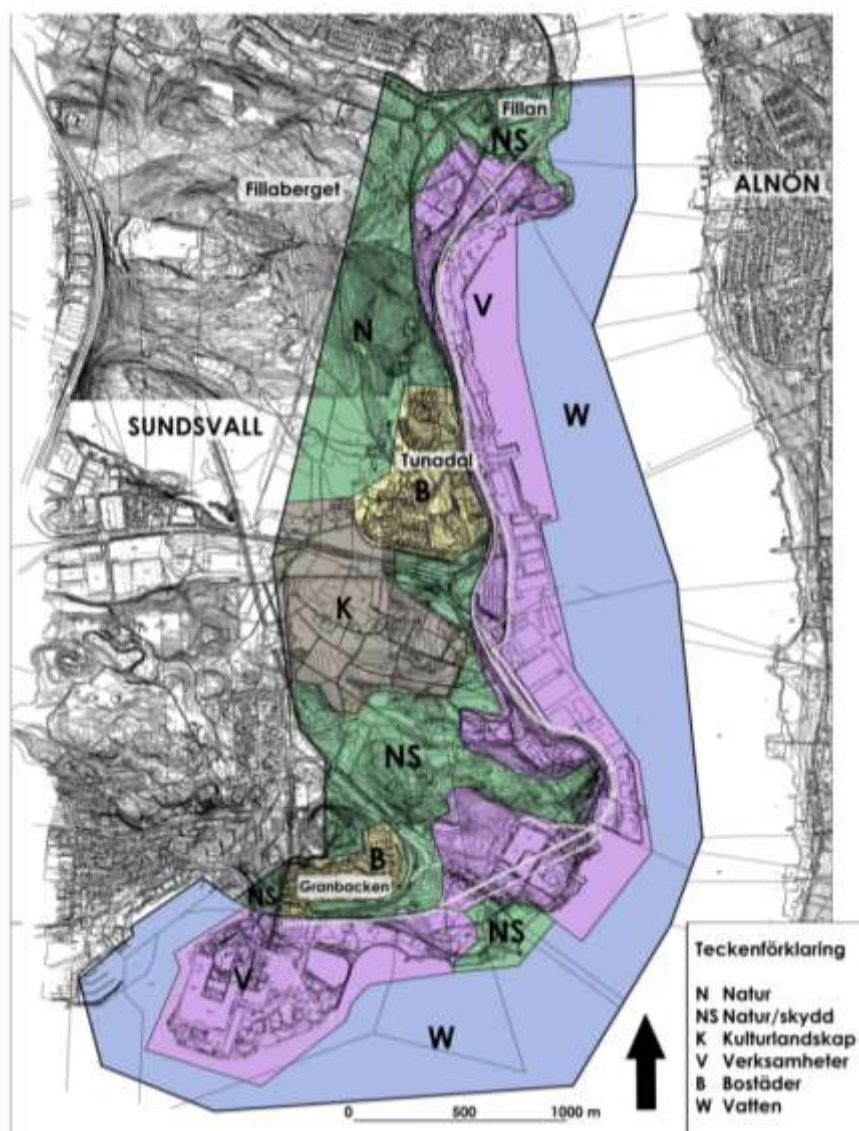 Fillan
NS
Fillaberget
ALNÖN
V
N
W
SUNDSVALL
Tunadal
B
K
NS
B
Granbacken
NS
NS
V
W
Teckenförklaring
N Natur
NS Natur/skydd
K Kulturlandskap
V Verksamheter
B Bostäder
W Vatten
0 500 1000 m